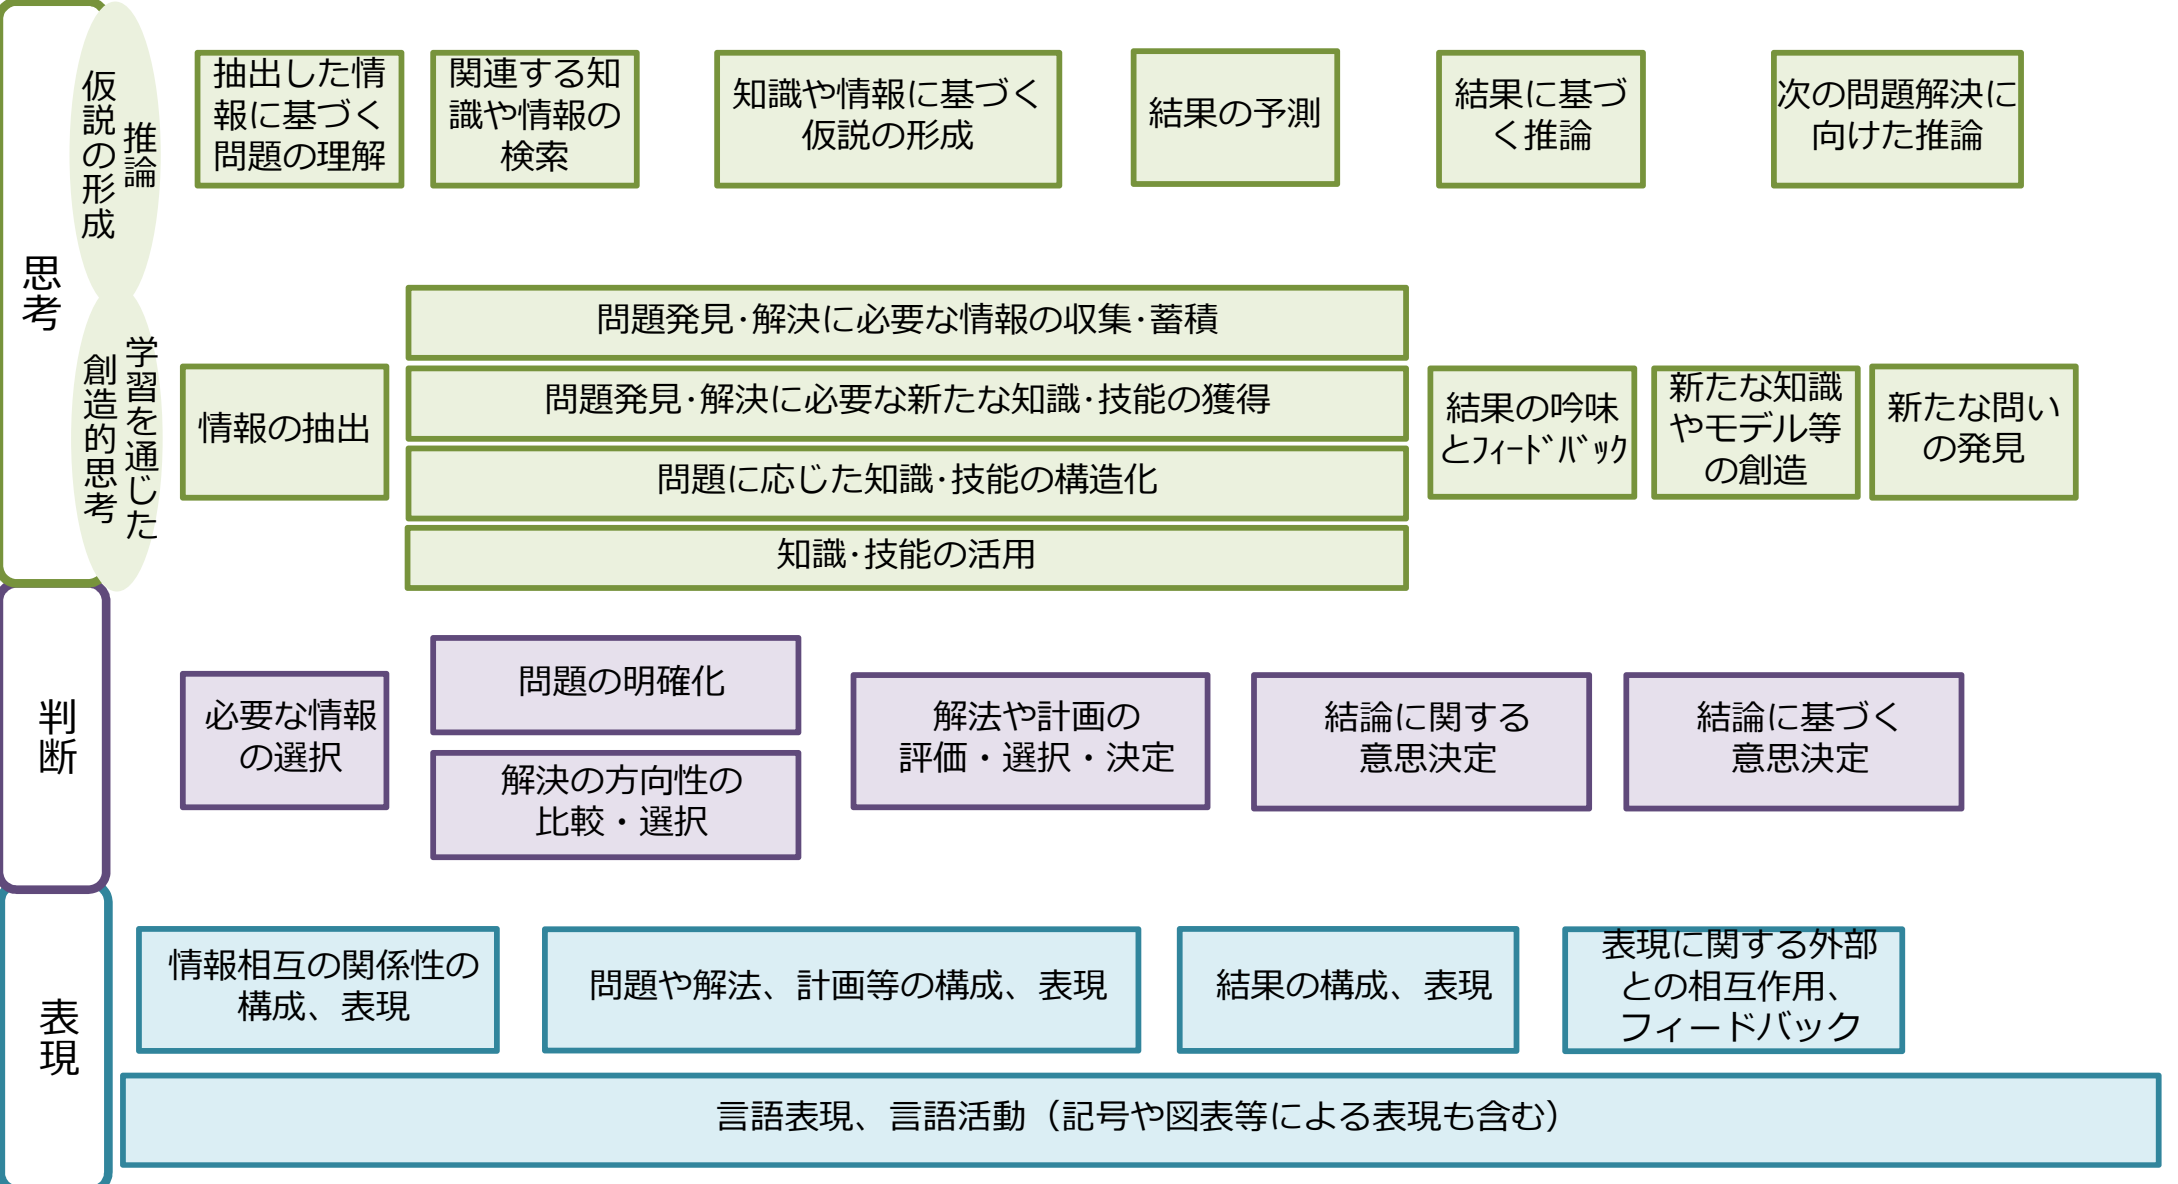 思考
推論
仮説の形成
抽出した情
報に基づく
問題の理解
関連する知
識や情報の
検索
知識や情報に基づく
仮説の形成
結果の予測
結果に基づ
く推論
次の問題解決に
向けた推論
学習を通じた
創造的思考
情報の抽出
問題発見･解決に必要な情報の収集･蓄積
問題発見･解決に必要な新たな知識･技能の獲得
問題に応じた知識･技能の構造化
知識･技能の活用
結果の吟味
とﾌｨｰﾄﾞﾊﾞｯｸ
新たな知識
やモデル等
の創造
新たな問い
の発見
判断
必要な情報
の選択
問題の明確化
解決の方向性の
比較・選択
解法や計画の
評価・選択・決定
結論に関する
意思決定
結論に基づく
意思決定
表現
情報相互の関係性の
構成、表現
問題や解法、計画等の構成、表現
結果の構成、表現
表現に関する外部
との相互作用、
フィードバック
言語表現、言語活動（記号や図表等による表現も含む）